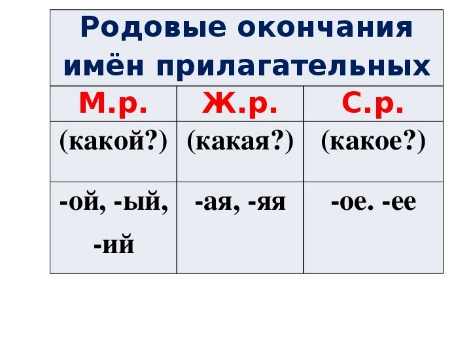 Родовые окончания
имён прилагательных
М.р. Ж.р. С.р.
(какой?) (какая?) (какое?)
-ой, -ый, -ая, -яя -ое. -ее
-ий